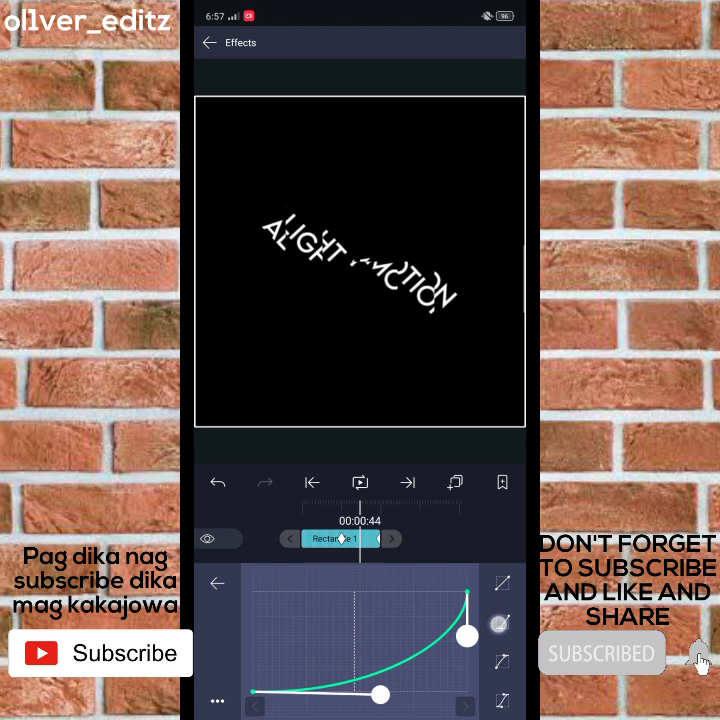 ol1ver_editz
6:57
96
Effects
ALIGHT MOTION
00:00:44
Rectangle 1
Pag dika nag
subscribe dika
mag kakajowa
Subscribe
DON'T FORGET
TO SUBSCRIBE
AND LIKE AND
SHARE
SUBSCRIBED